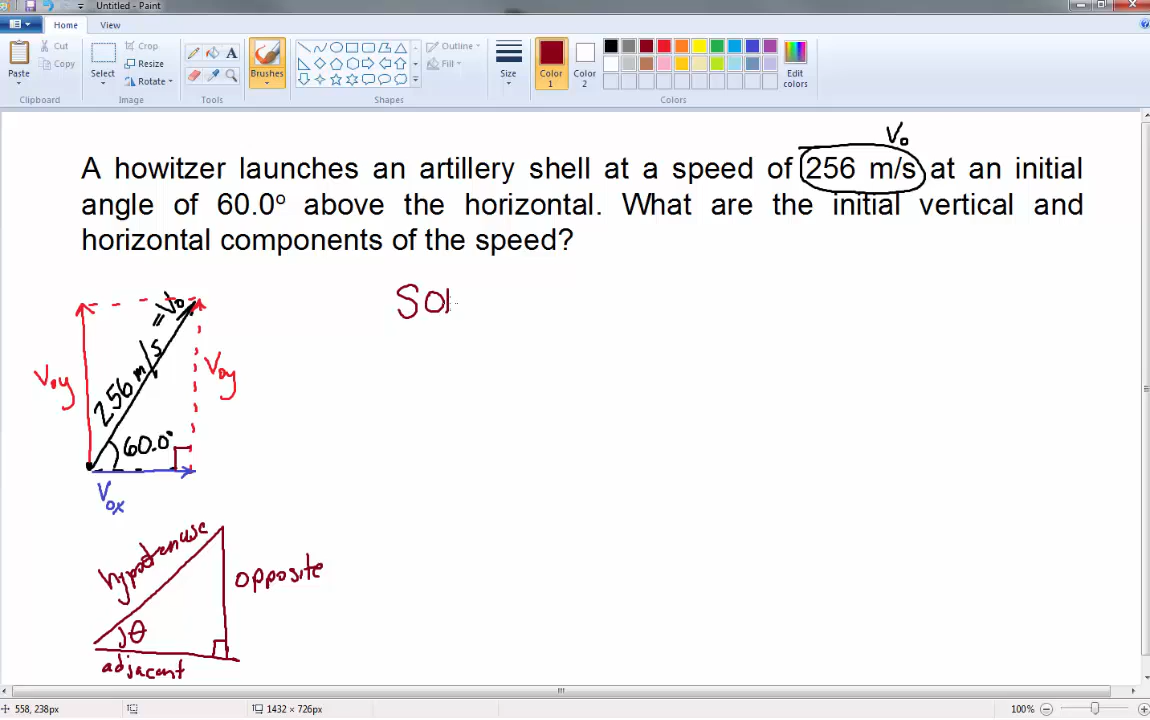 Untitled - Paint
Home
View
Paste
Cut
Copy
Clipboard
Select
Crop
Resize
Rotate
Image
Tools
Brushes
Shapes
Outline
Fill
Size
Color 1
Color 2
Edit colors
Colors
V₀
A howitzer launches an artillery shell at a speed of 256 m/s at an initial
angle of 60.0º above the horizontal. What are the initial vertical and
horizontal components of the speed?
SOH
256 m/s = V₀
V₀y
V₀y
60.0°
V₀x
hypotenuse
opposite
θ
adjacent
558, 238px
1432 × 726px
100%